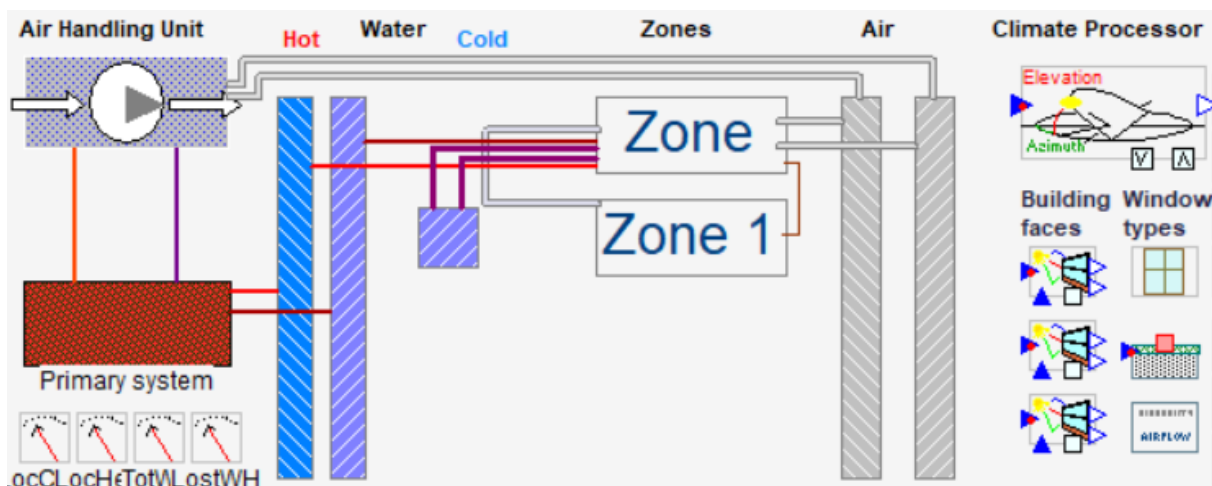 Air Handling Unit
Hot
Water
Cold
Zones
Air
Climate Processor
Elevation
Azimuth
Zone
Zone 1
Building faces
Window types
Primary system
AIRFLOW
LocCLocHeTotWLostWH